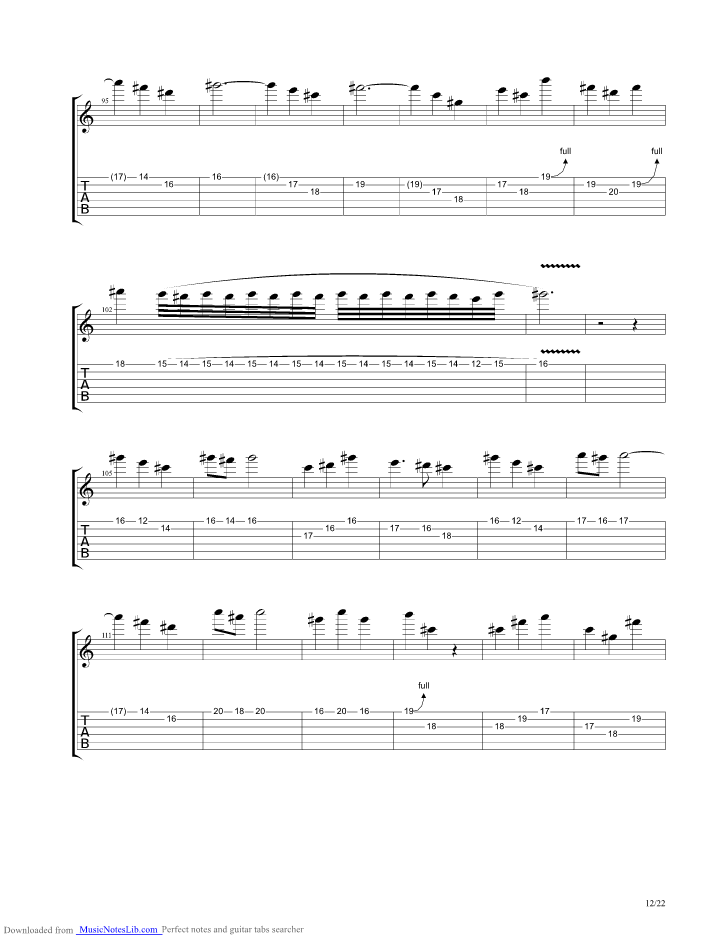 95
full full
(17) 14 16 16 (16) 17 18 19 (19) 17 18 17 18 19 19 20 19
T
A
B
102
18 15 14 15 14 15 14 15 14 15 14 15 14 15 14 12 15 16
T
A
B
105
16 12 14 16 14 16 17 16 16 17 16 18 16 12 14 17 16 17
T
A
B
111
full
(17) 14 16 20 18 20 16 20 16 19 18 18 19 17 17 18 19
T
A
B
12/22
Downloaded from MusicNotesLib.com Perfect notes and guitar tabs searcher